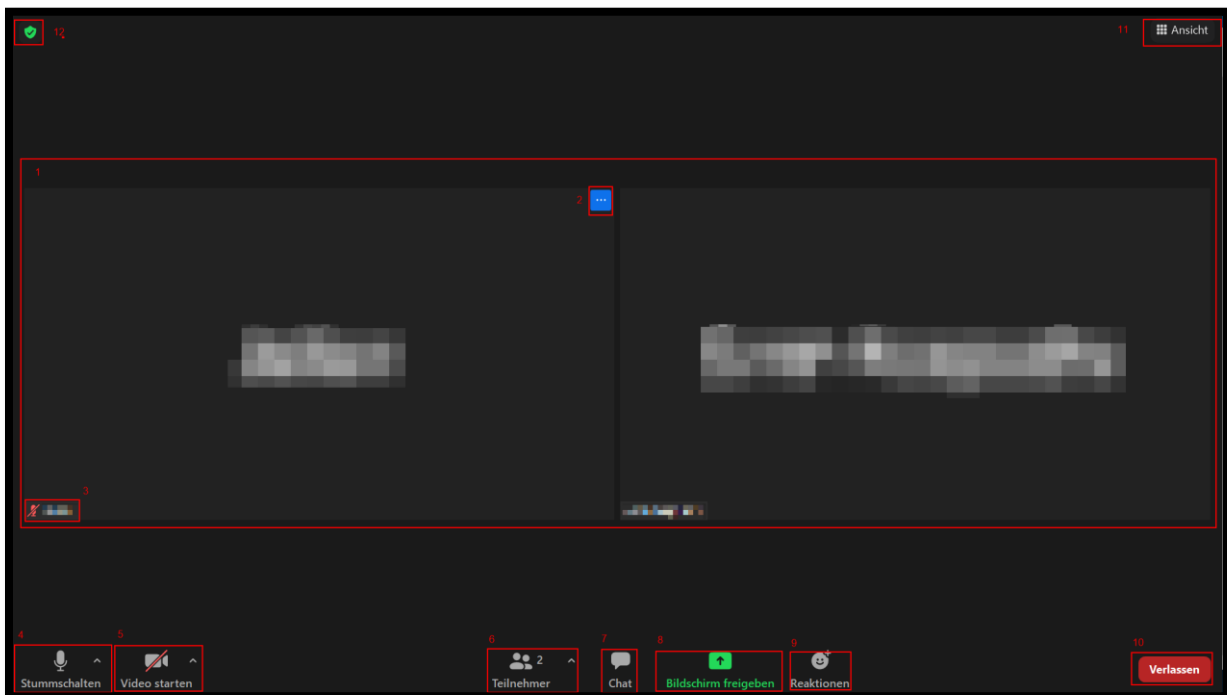 12
11
Ansicht
1
2
3
4
5
6
7
8
9
10
2
Stummschalten
Video starten
Teilnehmer
Chat
Bildschirm freigeben
Reaktionen
Verlassen